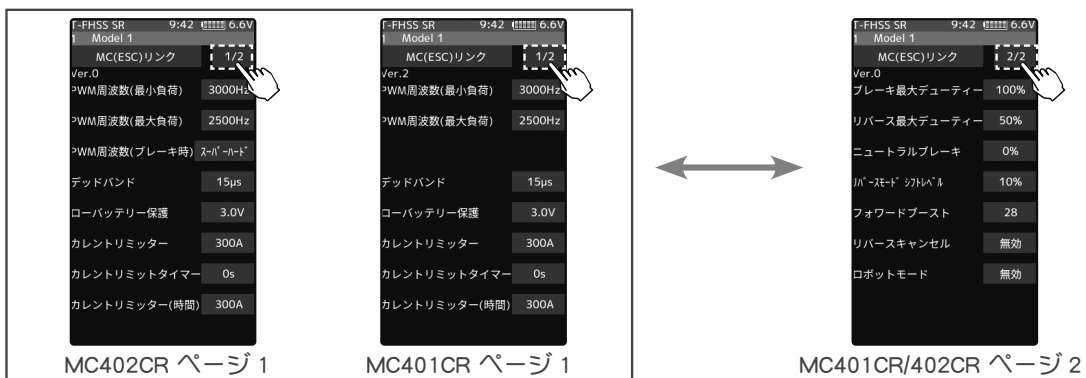 T-FHSS SR 9:42 6.6V
1 Model 1
MC(ESC)リンク 1/2
Ver.0
PWM周波数(最小負荷) 3000Hz
PWM周波数(最大負荷) 2500Hz
PWM周波数(ブレーキ時) ｽｰﾊﾟｰﾊｰﾄﾞ
デッドバンド 15μs
ローバッテリー保護 3.0V
カレントリミッター 300A
カレントリミットタイマー 0s
カレントリミッター(時間) 300A
MC402CR ページ 1
T-FHSS SR 9:42 6.6V
1 Model 1
MC(ESC)リンク 1/2
Ver.2
PWM周波数(最小負荷) 3000Hz
PWM周波数(最大負荷) 2500Hz
デッドバンド 15μs
ローバッテリー保護 3.0V
カレントリミッター 300A
カレントリミットタイマー 0s
カレントリミッター(時間) 300A
MC401CR ページ 1
T-FHSS SR 9:42 6.6V
1 Model 1
MC(ESC)リンク 2/2
Ver.0
ブレーキ最大デューティー 100%
リバース最大デューティー 50%
ニュートラルブレーキ 0%
ﾘﾊﾞｰｽﾓｰﾄﾞ ｼﾌﾄﾚﾍﾞﾙ 10%
フォワードブースト 28
リバースキャンセル 無効
ロボットモード 無効
MC401CR/402CR ページ 2